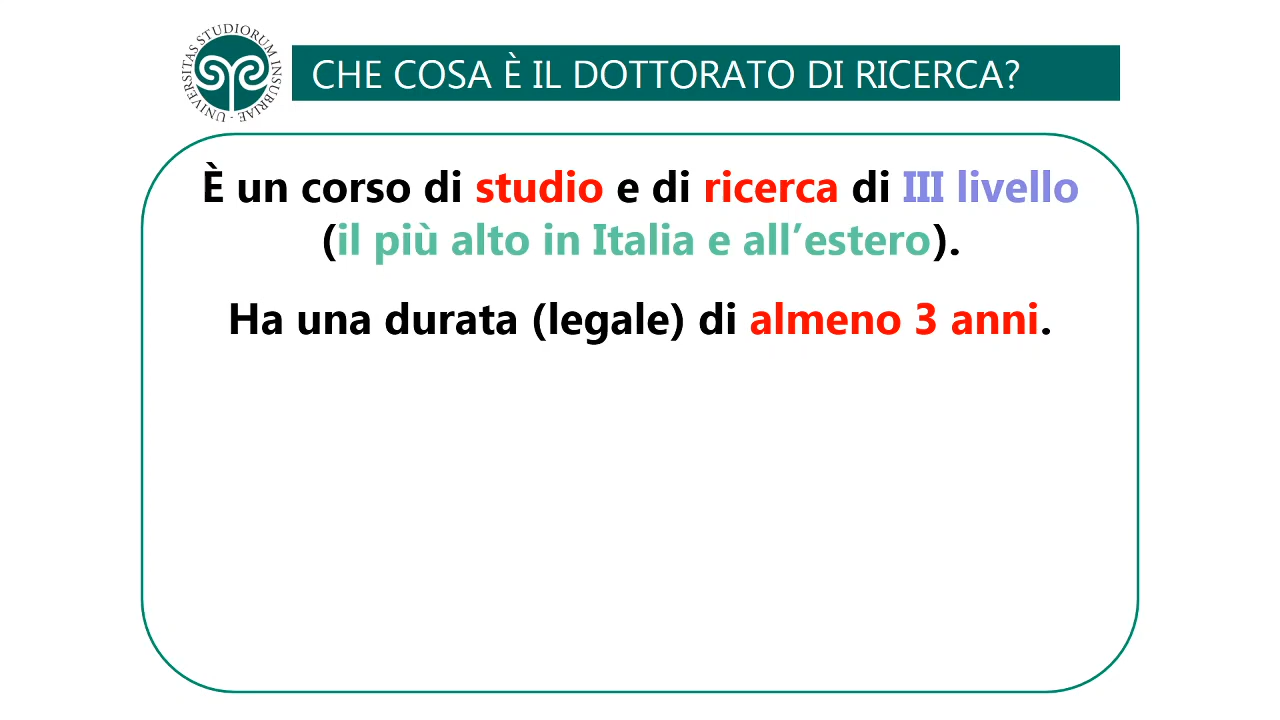 UNIVERSITAS STUDIORUM INSUBRIAE
CHE COSA È IL DOTTORATO DI RICERCA?
È un corso di studio e di ricerca di III livello
(il più alto in Italia e all’estero).
Ha una durata (legale) di almeno 3 anni.